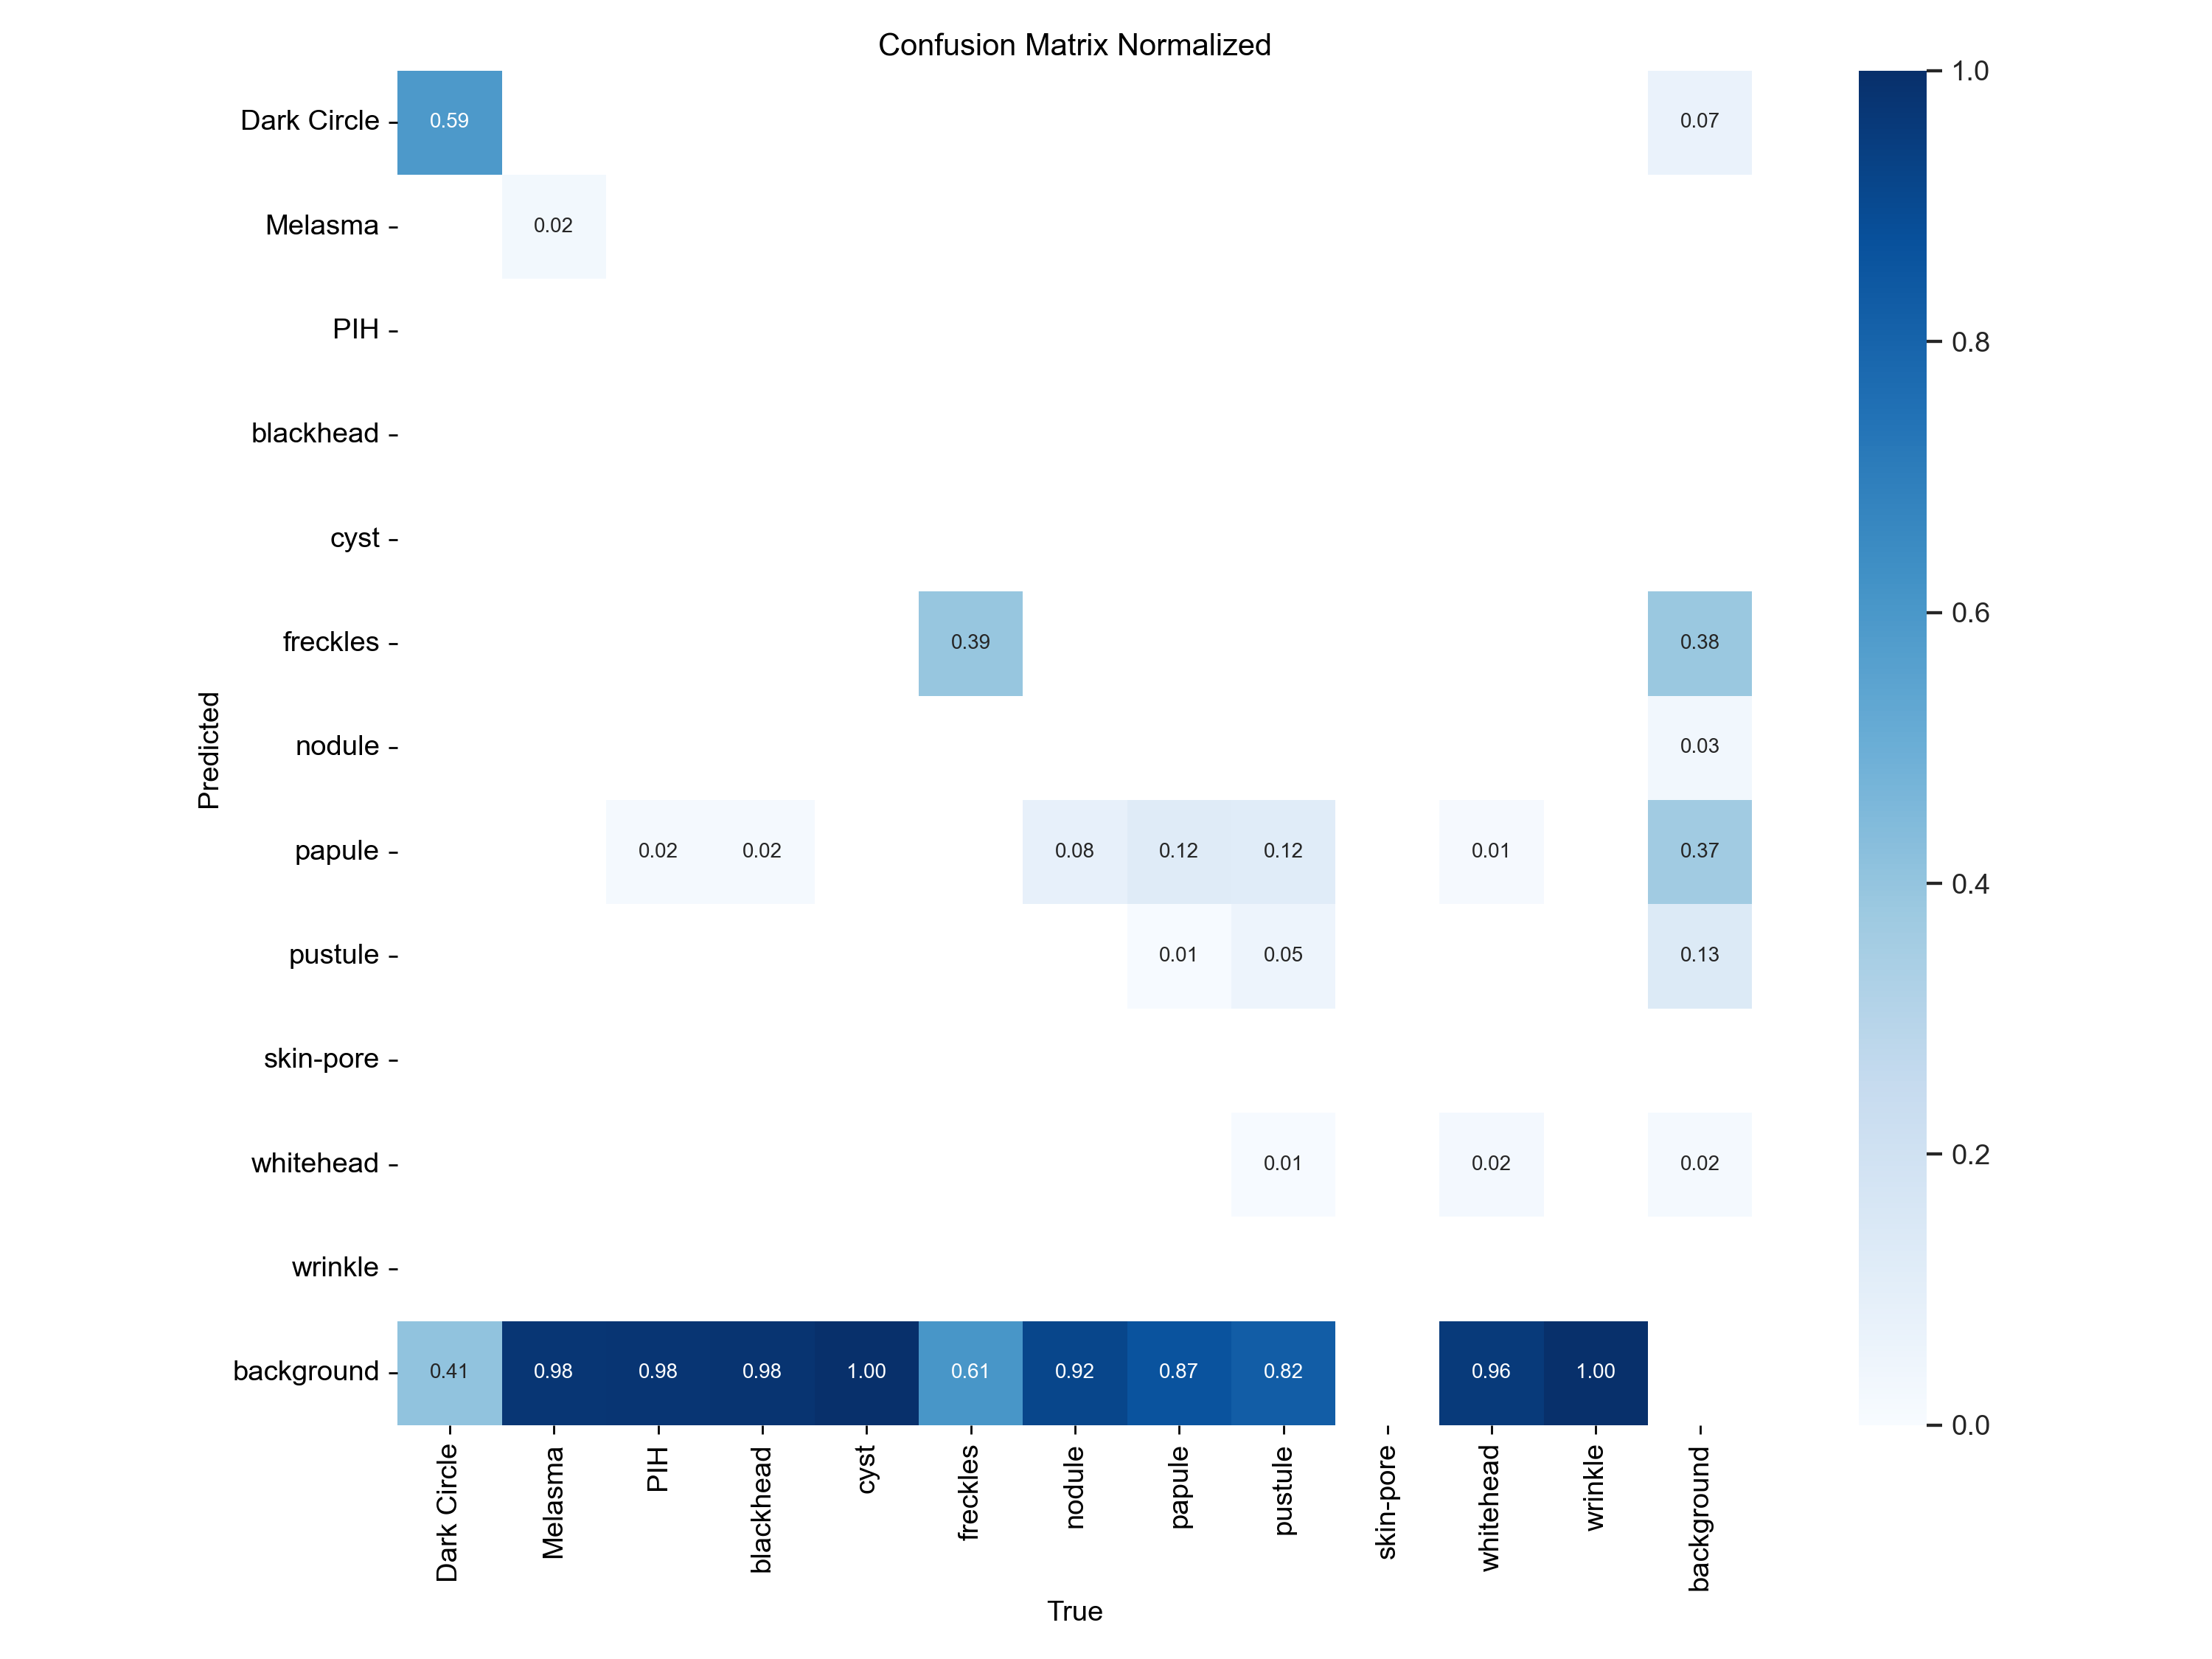 Confusion Matrix Normalized
Dark Circle
0.59
0.07
1.0
Melasma
0.02
PIH
0.8
blackhead
cyst
0.6
freckles
0.39
0.38
nodule
0.03
Predicted
papule
0.02
0.02
0.08
0.12
0.12
0.01
0.37
0.4
pustule
0.01
0.05
0.13
skin-pore
whitehead
0.01
0.02
0.02
0.2
wrinkle
background
0.41
0.98
0.98
0.98
1.00
0.61
0.92
0.87
0.82
0.96
1.00
0.0
Dark Circle
Melasma
PIH
blackhead
cyst
freckles
nodule
papule
pustule
skin-pore
whitehead
wrinkle
background
True